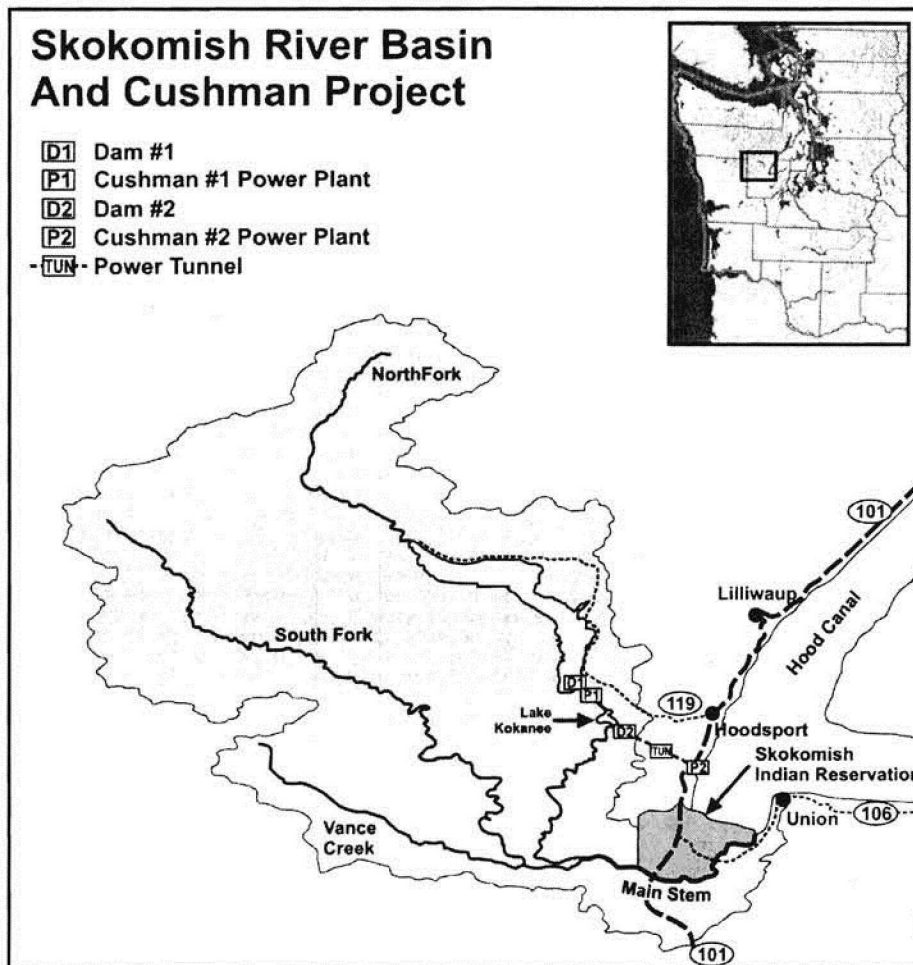 Skokomish River Basin
And Cushman Project
D1 Dam #1
P1 Cushman #1 Power Plant
D2 Dam #2
P2 Cushman #2 Power Plant
TUN Power Tunnel
NorthFork
101
Lilliwaup
Hood Canal
South Fork
D1
P1
119
Lake
Kokanee
D2
Hoodsport
TUN
P2
Skokomish
Indian Reservation
Union
106
Vance
Creek
Main Stem
101